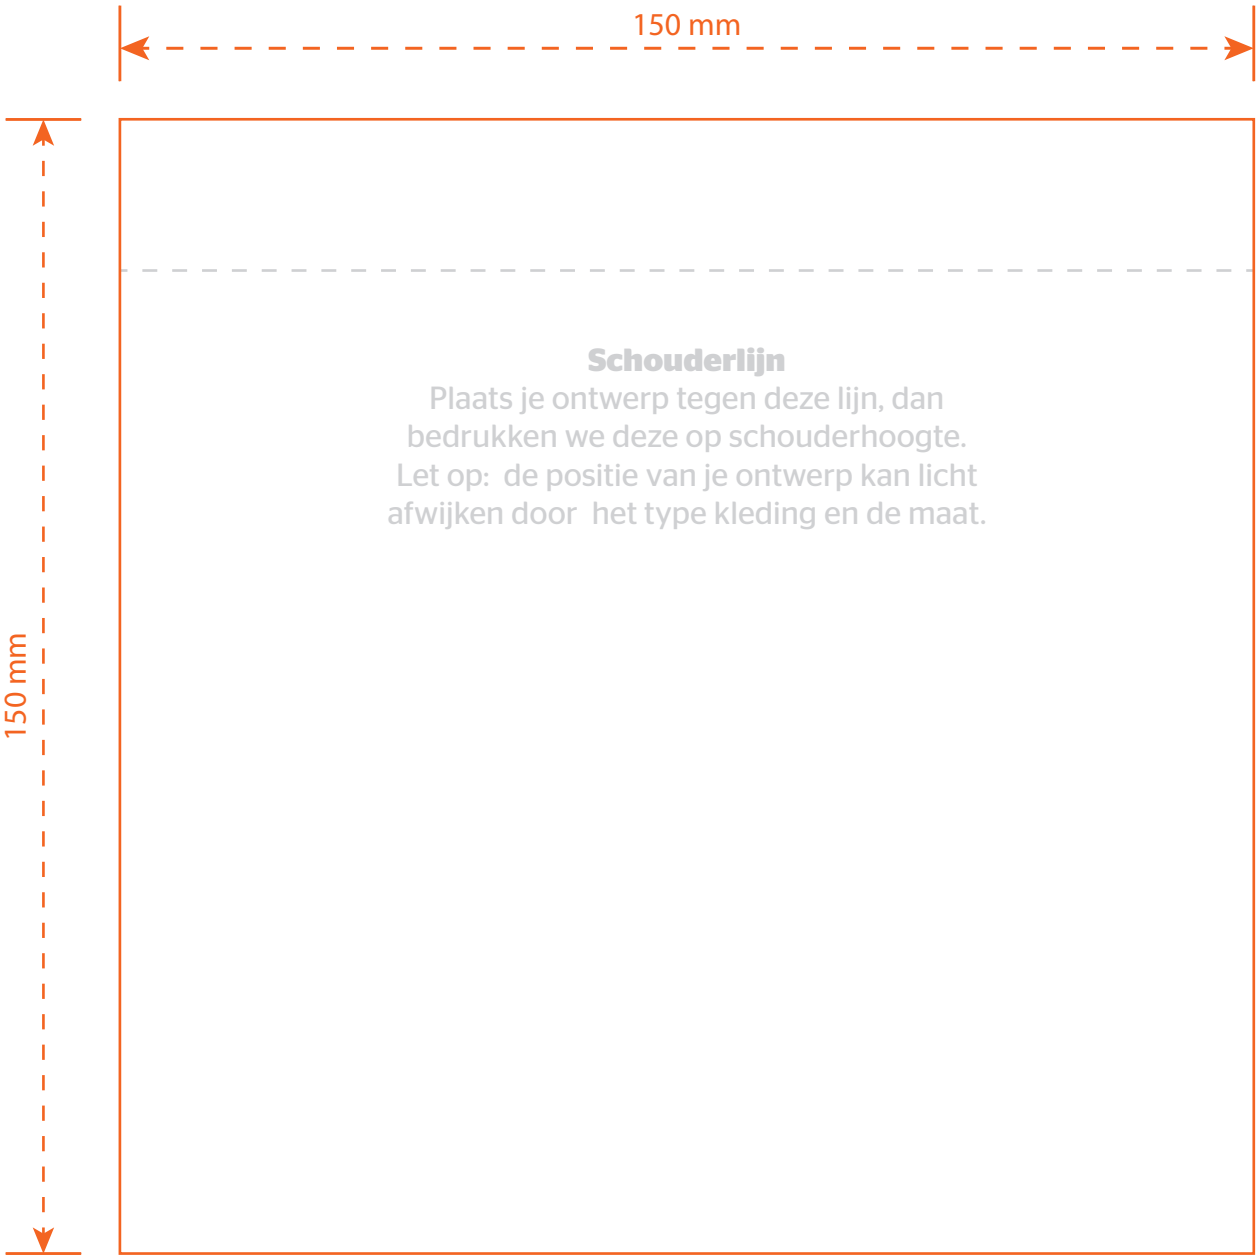 150 mm
150 mm
Schouderlijn
Plaats je ontwerp tegen deze lijn, dan
bedrukken we deze op schouderhoogte.
Let op:  de positie van je ontwerp kan licht
afwijken door  het type kleding en de maat.